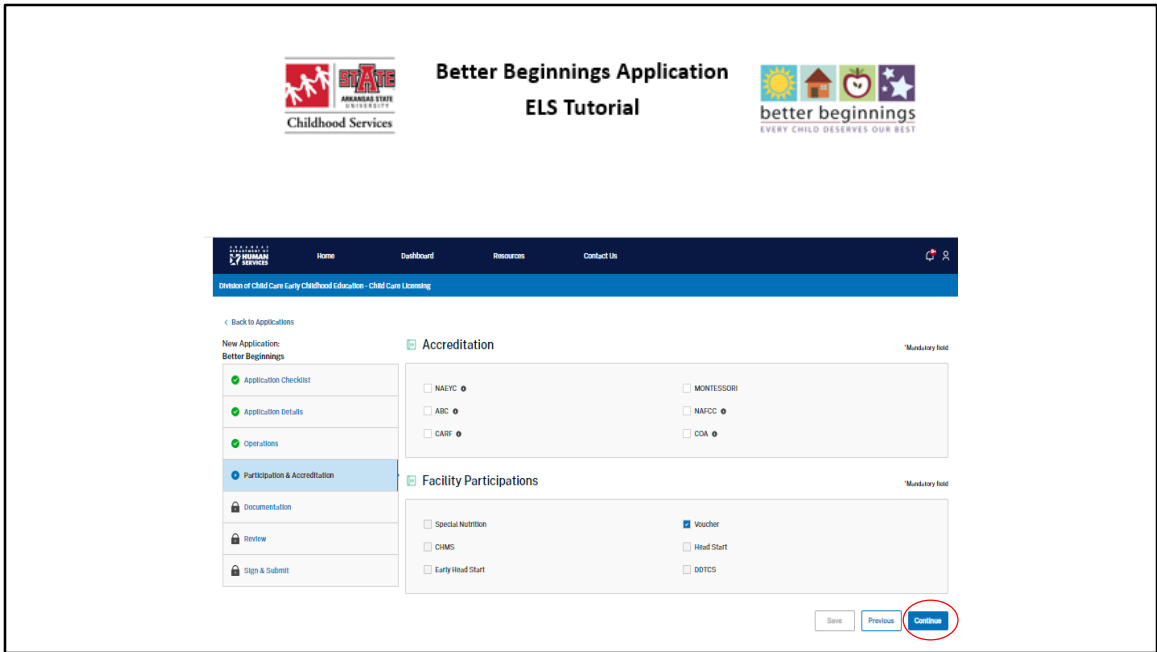 STATE
ARKANSAS STATE
UNIVERSITY
Childhood Services
Better Beginnings Application
ELS Tutorial
better beginnings
EVERY CHILD DESERVES OUR BEST
ARKANSAS
DEPARTMENT OF
HUMAN
SERVICES
Home
Dashboard
Resources
Contact Us
Division of Child Care Early Childhood Education - Child Care Licensing
< Back to Applications
New Application:
Better Beginnings
Application Checklist
Application Details
Operations
Participation & Accreditation
Documentation
Review
Sign & Submit
Accreditation
*Mandatory field
NAEYC
MONTESSORI
ABC
NAFCC
CARF
COA
Facility Participations
*Mandatory field
Special Nutrition
Voucher
CHMS
Head Start
Early Head Start
DDTCS
Save
Previous
Continue